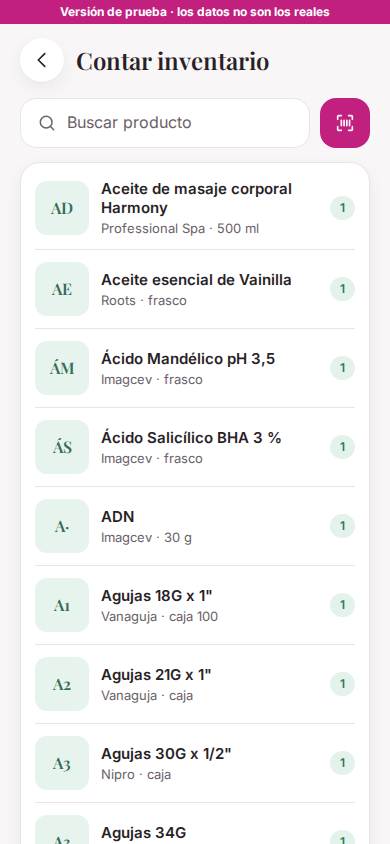 Versión de prueba · los datos no son los reales
Contar inventario
Buscar producto
AD
Aceite de masaje corporal
Harmony
Professional Spa · 500 ml
1
AE
Aceite esencial de Vainilla
Roots · frasco
1
ÁM
Ácido Mandélico pH 3,5
Imagcev · frasco
1
ÁS
Ácido Salicílico BHA 3 %
Imagcev · frasco
1
A·
ADN
Imagcev · 30 g
1
A1
Agujas 18G x 1"
Vanaguja · caja 100
1
A2
Agujas 21G x 1"
Vanaguja · caja
1
A3
Agujas 30G x 1/2"
Nipro · caja
1
A3
Agujas 34G
1